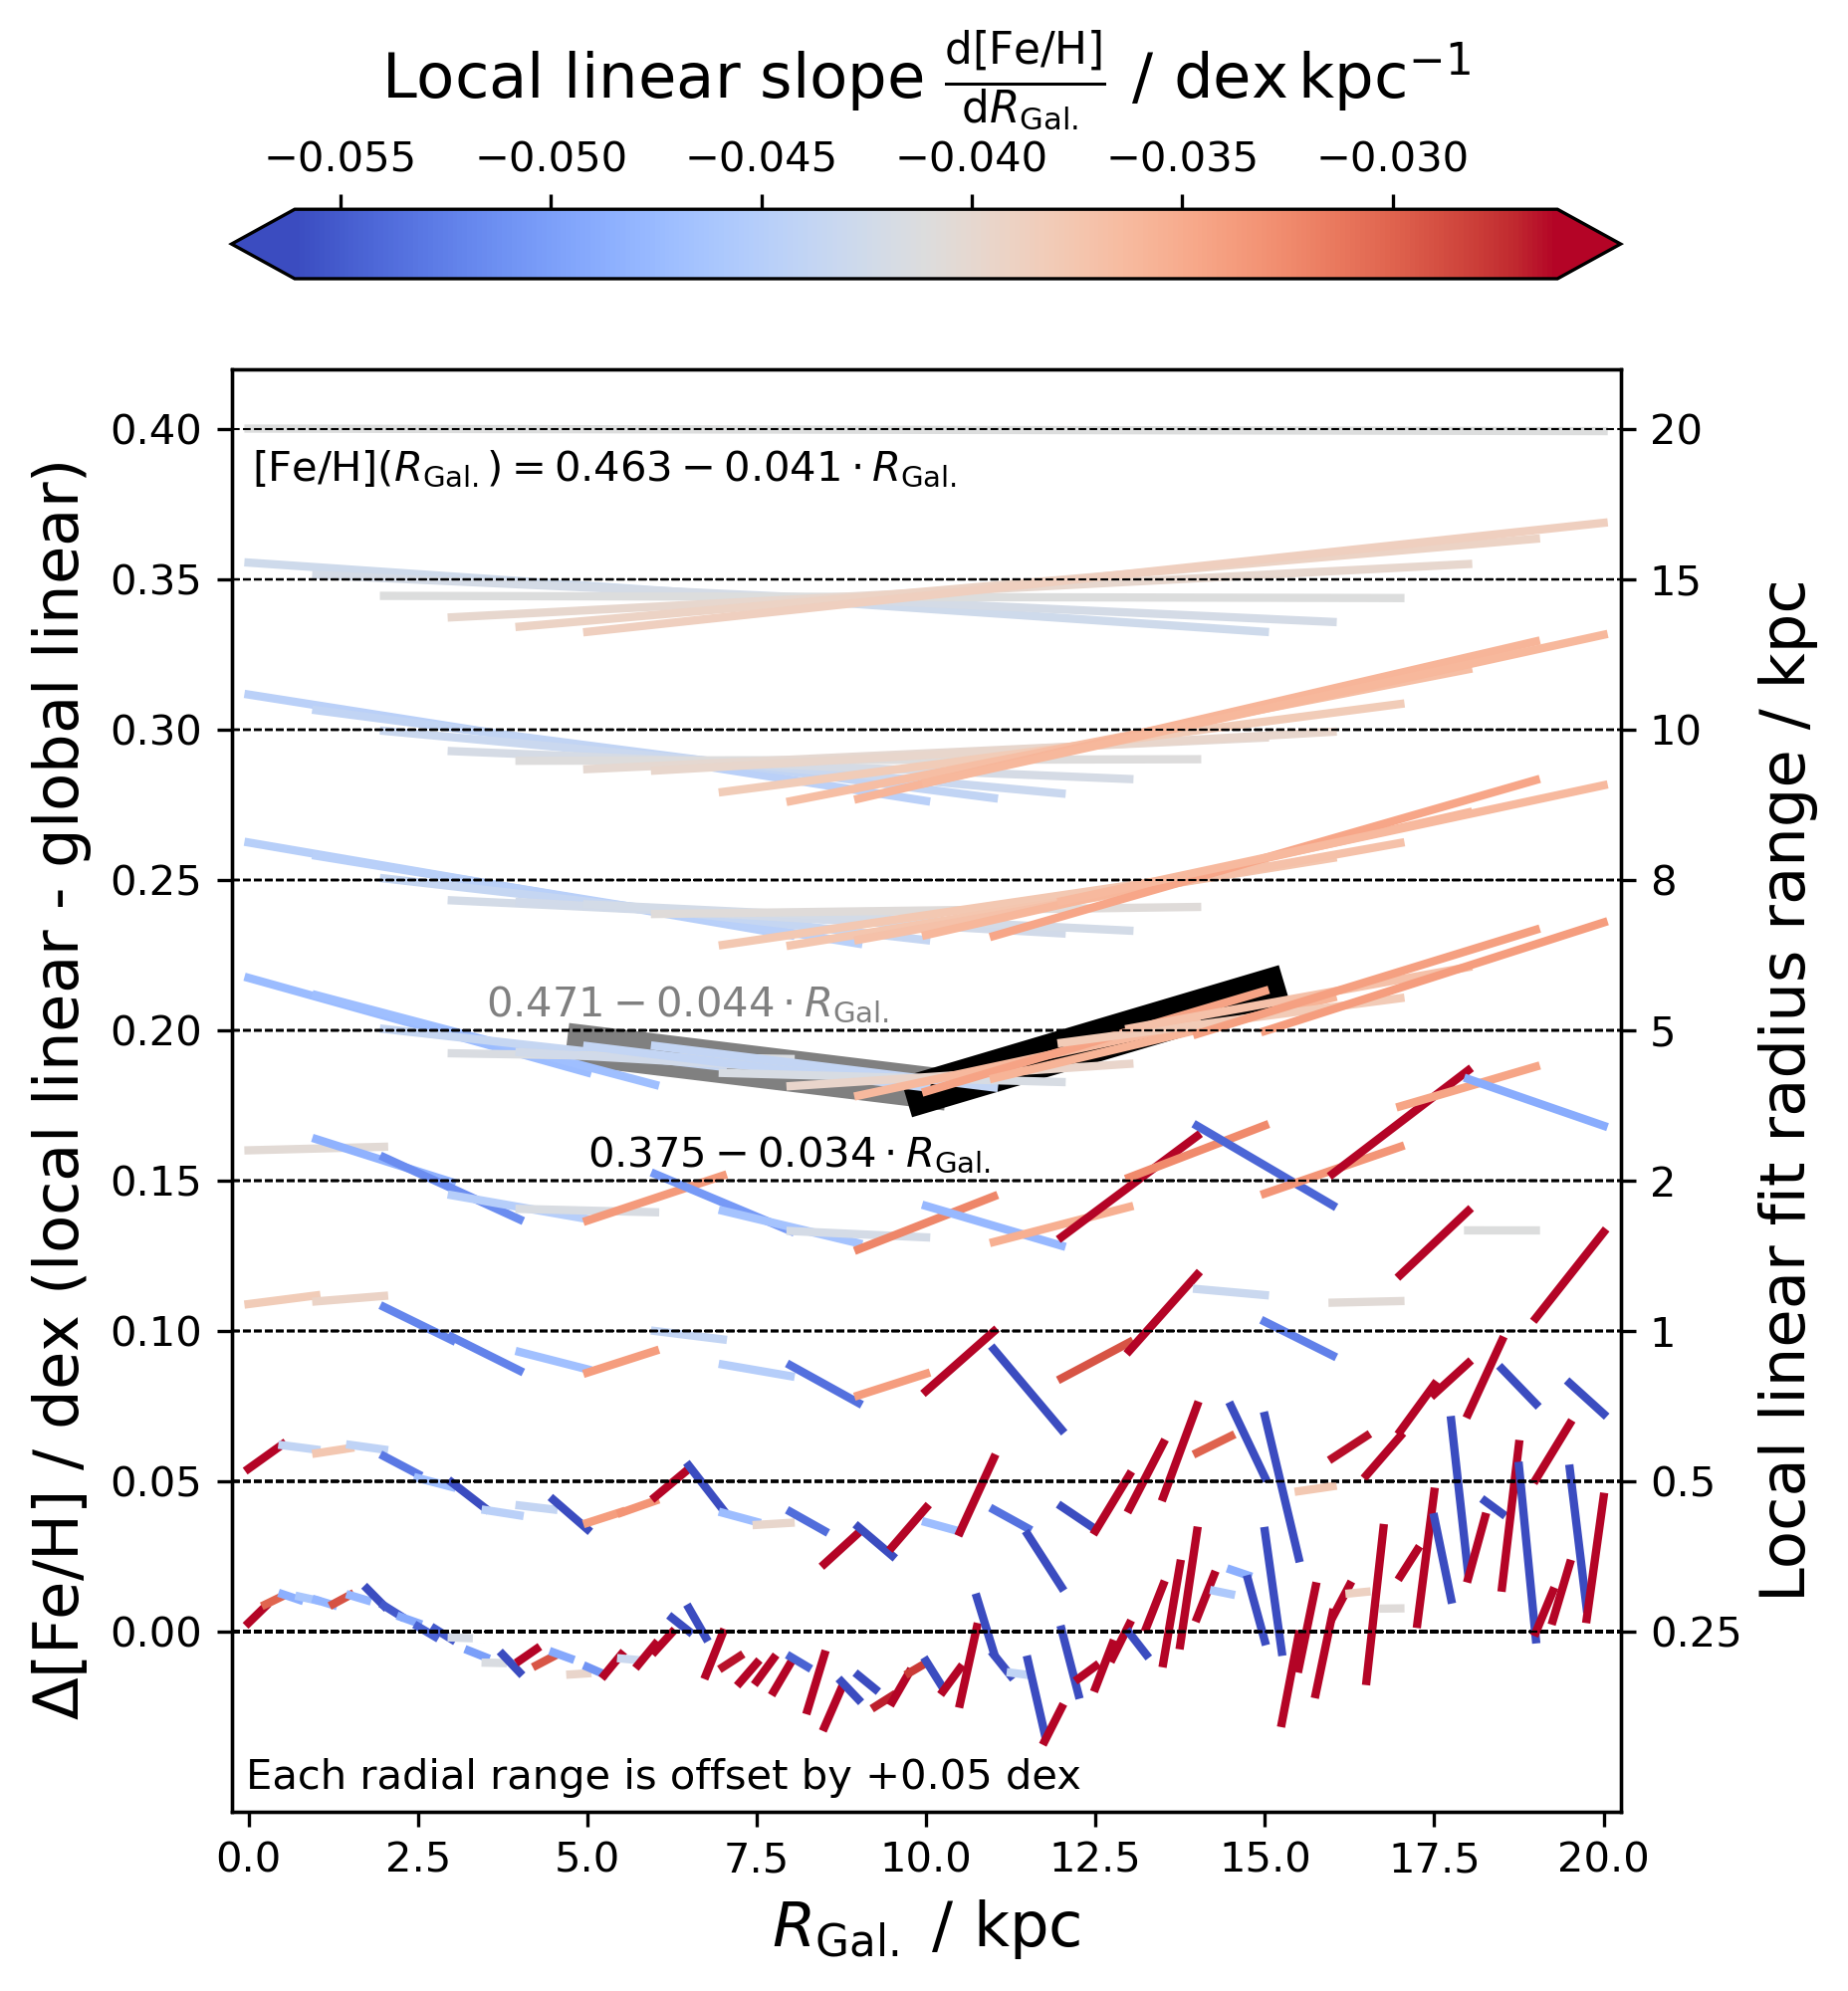 Local linear slope d[Fe/H]/dR_Gal. / dex kpc⁻¹
−0.055 −0.050 −0.045 −0.040 −0.035 −0.030
Δ[Fe/H] / dex (local linear - global linear)
0.40
0.35
0.30
0.25
0.20
0.15
0.10
0.05
0.00
[Fe/H](R_Gal.) = 0.463 − 0.041 · R_Gal.
0.471 − 0.044 · R_Gal.
0.375 − 0.034 · R_Gal.
Each radial range is offset by +0.05 dex
20
15
10
8
5
2
1
0.5
0.25
Local linear fit radius range / kpc
0.0 2.5 5.0 7.5 10.0 12.5 15.0 17.5 20.0
R_Gal. / kpc